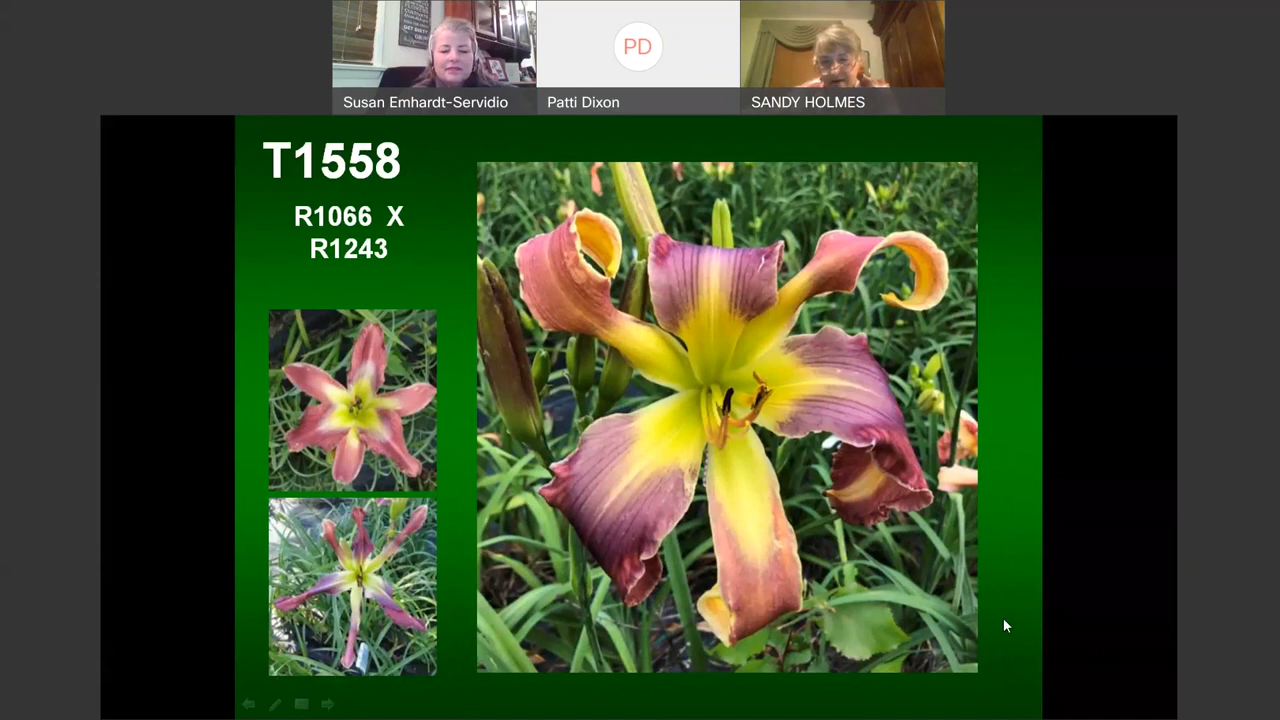 PD
Susan Emhardt-Servidio
Patti Dixon
SANDY HOLMES
T1558
R1066 X
R1243